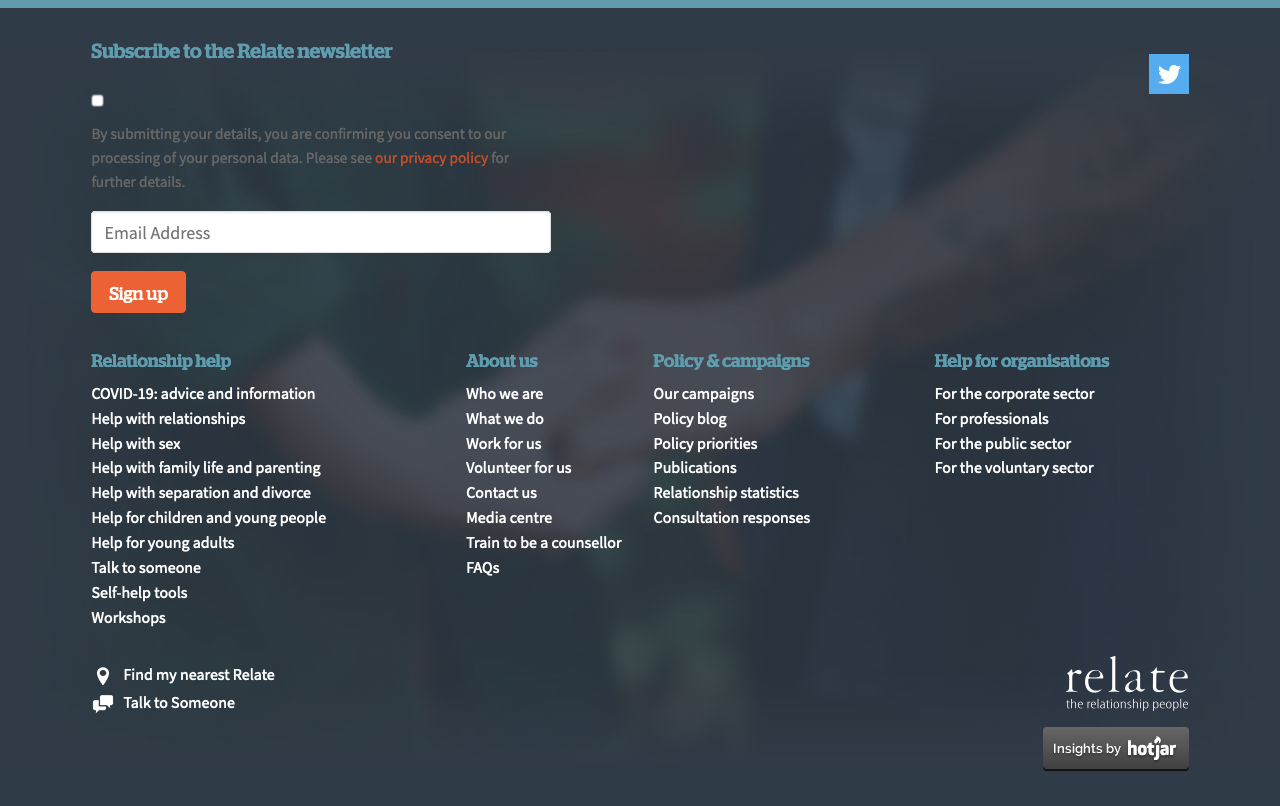 Subscribe to the Relate newsletter
By submitting your details, you are confirming you consent to our
processing of your personal data. Please see our privacy policy for
further details.
Email Address
Sign up
Relationship help
COVID-19: advice and information
Help with relationships
Help with sex
Help with family life and parenting
Help with separation and divorce
Help for children and young people
Help for young adults
Talk to someone
Self-help tools
Workshops
About us
Who we are
What we do
Work for us
Volunteer for us
Contact us
Media centre
Train to be a counsellor
FAQs
Policy & campaigns
Our campaigns
Policy blog
Policy priorities
Publications
Relationship statistics
Consultation responses
Help for organisations
For the corporate sector
For professionals
For the public sector
For the voluntary sector
Find my nearest Relate
Talk to Someone
relate
the relationship people
Insights by hotjar